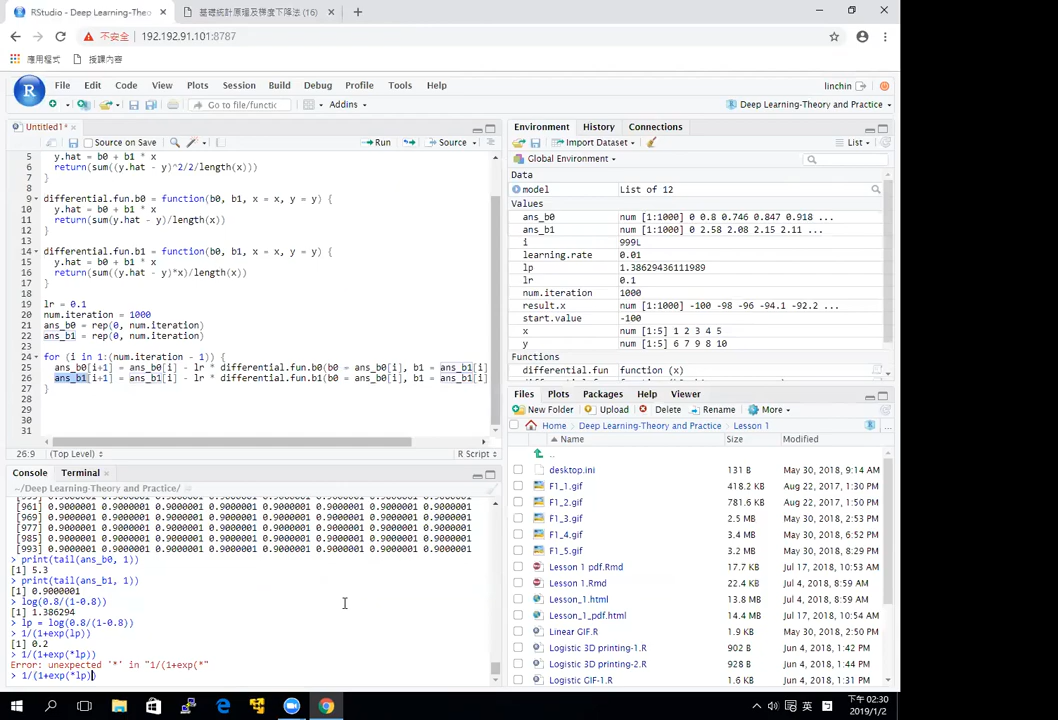 RStudio - Deep Learning-Theo
基礎統計原理及梯度下降法 (16)
不安全
192.192.91.101:8787
應用程式
授課內容
File Edit Code View Plots Session Build Debug Profile Tools Help
linchin
Go to file/functic
Addins
Deep Learning-Theory and Practice
Untitled1*
Source on Save
Run
Source
5 y.hat = b0 + b1 * x
6 return(sum((y.hat - y)^2/2/length(x)))
7 }
8
9 differential.fun.b0 = function(b0, b1, x = x, y = y) {
10 y.hat = b0 + b1 * x
11 return(sum(y.hat - y)/length(x))
12 }
13
14 differential.fun.b1 = function(b0, b1, x = x, y = y) {
15 y.hat = b0 + b1 * x
16 return(sum((y.hat - y)*x)/length(x))
17 }
18
19 lr = 0.1
20 num.iteration = 1000
21 ans_b0 = rep(0, num.iteration)
22 ans_b1 = rep(0, num.iteration)
23
24 for (i in 1:(num.iteration - 1)) {
25 ans_b0[i+1] = ans_b0[i] - lr * differential.fun.b0(b0 = ans_b0[i], b1 = ans_b1[i]
26 ans_b1[i+1] = ans_b1[i] - lr * differential.fun.b1(b0 = ans_b0[i], b1 = ans_b1[i]
27 }
28
29
30
31
26:9 (Top Level) R Script
Console Terminal
~/Deep Learning-Theory and Practice/
[961] 0.9000001 0.9000001 0.9000001 0.9000001 0.9000001 0.9000001 0.9000001 0.9000001
[969] 0.9000001 0.9000001 0.9000001 0.9000001 0.9000001 0.9000001 0.9000001 0.9000001
[977] 0.9000001 0.9000001 0.9000001 0.9000001 0.9000001 0.9000001 0.9000001 0.9000001
[985] 0.9000001 0.9000001 0.9000001 0.9000001 0.9000001 0.9000001 0.9000001 0.9000001
[993] 0.9000001 0.9000001 0.9000001 0.9000001 0.9000001 0.9000001 0.9000001 0.9000001
> print(tail(ans_b0, 1))
[1] 5.3
> print(tail(ans_b1, 1))
[1] 0.9000001
> log(0.8/(1-0.8))
[1] 1.386294
> lp = log(0.8/(1-0.8))
> 1/(1+exp(lp))
[1] 0.2
> 1/(1+exp(*lp))
Error: unexpected '*' in "1/(1+exp(*"
> 1/(1+exp(*lp))
Environment History Connections
Import Dataset
List
Global Environment
Data
model List of 12
Values
ans_b0 num [1:1000] 0 0.8 0.746 0.847 0.918 ...
ans_b1 num [1:1000] 0 2.58 2.08 2.15 2.11 ...
i 999L
learning.rate 0.01
lp 1.38629436111989
lr 0.1
num.iteration 1000
result.x num [1:1000] -100 -98 -96 -94.1 -92.2 ...
start.value -100
x num [1:5] 1 2 3 4 5
y num [1:5] 6 7 9 8 10
Functions
differential.fun function (x)
Files Plots Packages Help Viewer
New Folder Upload Delete Rename More
Home Deep Learning-Theory and Practice Lesson 1
Name Size Modified
..
desktop.ini 131 B May 30, 2018, 9:14 AM
F1_1.gif 418.2 KB Aug 22, 2017, 1:30 PM
F1_2.gif 781.6 KB Aug 22, 2017, 1:30 PM
F1_3.gif 2.5 MB May 30, 2018, 2:53 PM
F1_4.gif 3.4 MB May 30, 2018, 6:52 PM
F1_5.gif 3.2 MB May 30, 2018, 8:29 PM
Lesson 1 pdf.Rmd 17.7 KB Jul 17, 2018, 10:53 AM
Lesson 1.Rmd 22.4 KB Jul 4, 2018, 8:59 AM
Lesson_1.html 13.8 MB Jul 4, 2018, 8:59 AM
Lesson_1_pdf.html 14.4 MB Jul 17, 2018, 10:54 AM
Linear GIF.R 1.9 KB May 30, 2018, 2:53 PM
Logistic 3D printing-1.R 902 B Jun 4, 2018, 1:42 PM
Logistic 3D printing-2.R 928 B Jun 4, 2018, 1:42 PM
Logistic GIF-1.R 1.6 KB Jun 4, 2018, 4:57 PM
英
下午 02:30
2019/1/2